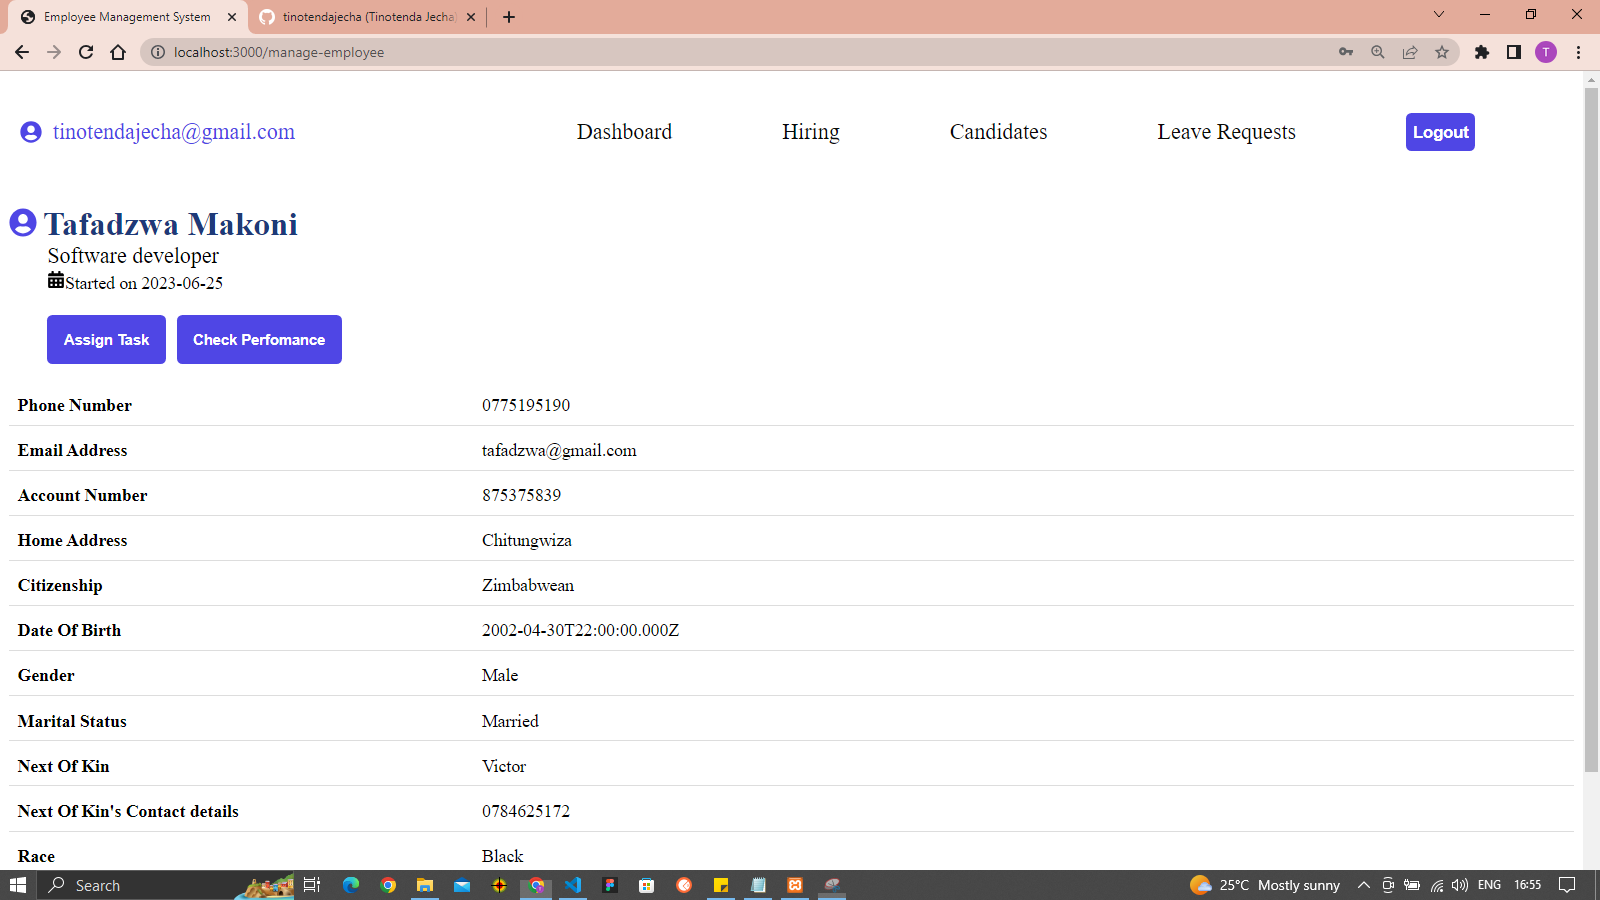 Employee Management System
tinotendajecha (Tinotenda Jecha)
localhost:3000/manage-employee
T
tinotendajecha@gmail.com
Dashboard
Hiring
Candidates
Leave Requests
Logout
Tafadzwa Makoni
Software developer
Started on 2023-06-25
Assign Task
Check Perfomance
Phone Number 0775195190
Email Address tafadzwa@gmail.com
Account Number 875375839
Home Address Chitungwiza
Citizenship Zimbabwean
Date Of Birth 2002-04-30T22:00:00.000Z
Gender Male
Marital Status Married
Next Of Kin Victor
Next Of Kin's Contact details 0784625172
Race Black
Search
25°C Mostly sunny
ENG
16:55